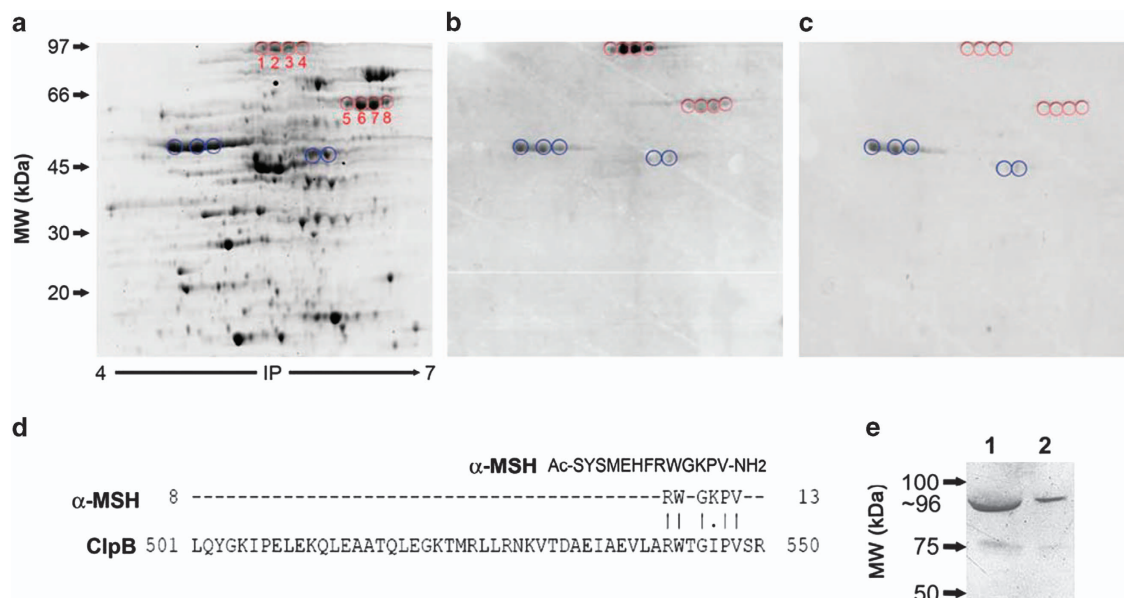 a
b
c
MW (kDa)
97
66
45
30
20
1 2 3 4
5 6 7 8
4 IP 7
d
e
α-MSH Ac-SYSMEHFRWGKPV-NH2
α-MSH 8 -----------------------------------------RW-GKPV-- 13
|| |.||
ClpB 501 LQYGKIPELEKQLEAATQLEGKTMRLLRNKVTDAEIAEVLARWTGIPVSR 550
1 2
MW (kDa)
100
~96
75
50